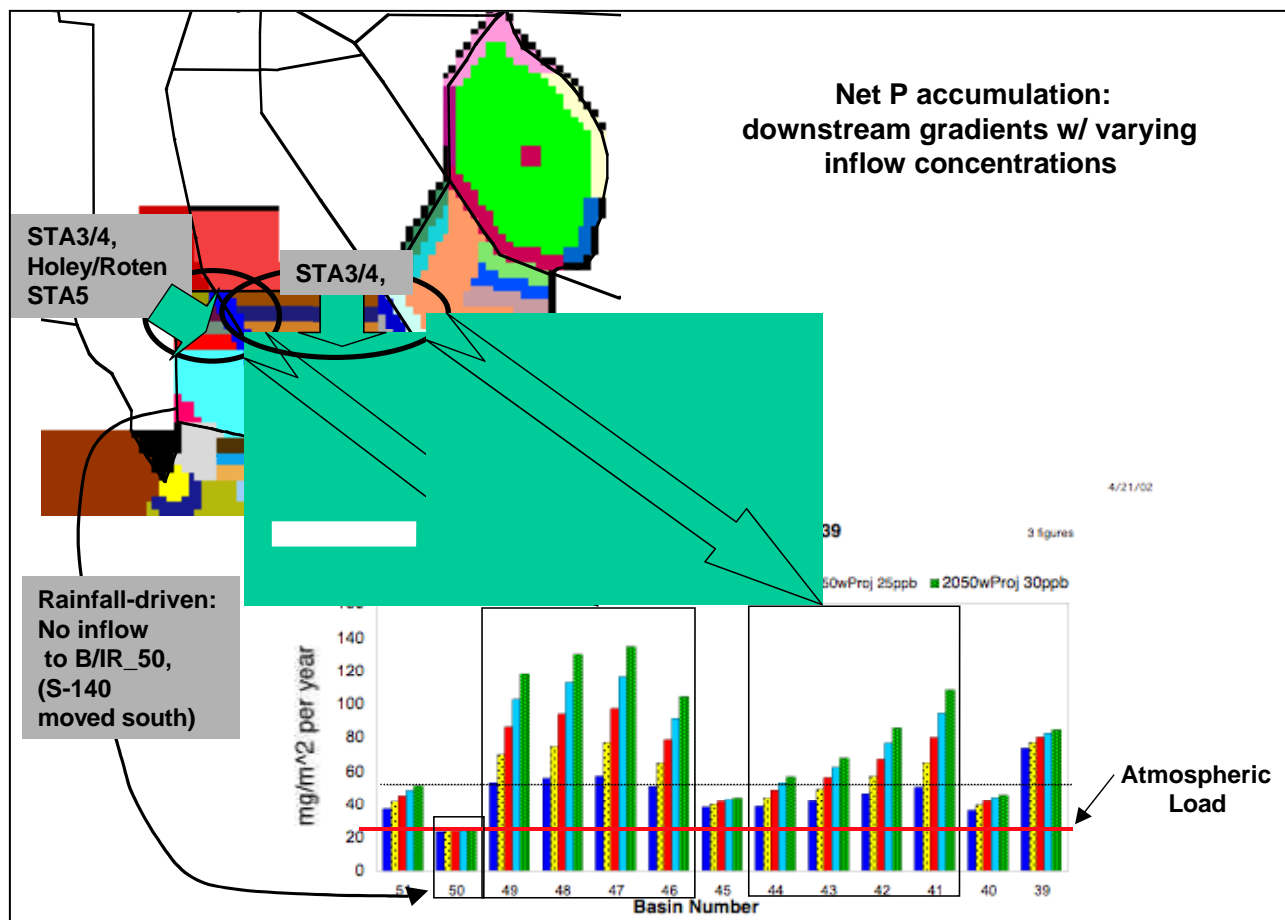 Net P accumulation:
downstream gradients w/ varying
inflow concentrations
STA3/4,
Holey/Roten
STA5
STA3/4,
4/21/02
39
3 figures
50wProj 25ppb
2050wProj 30ppb
Rainfall-driven:
No inflow
to B/IR_50,
(S-140
moved south)
mg/m^2 per year
140
120
100
80
60
40
20
0
Atmospheric
Load
50 49 48 47 46 45 44 43 42 41 40 39
Basin Number